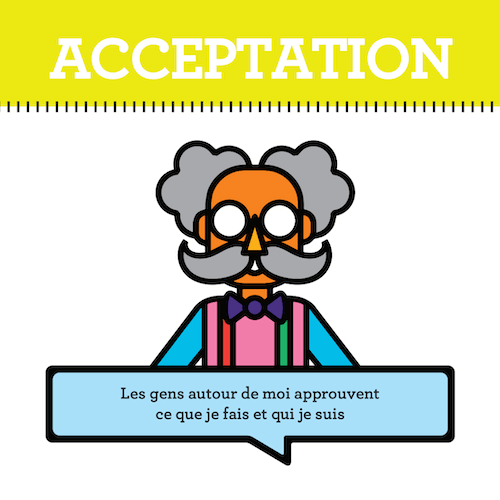 ACCEPTATION
Les gens autour de moi approuvent
ce que je fais et qui je suis